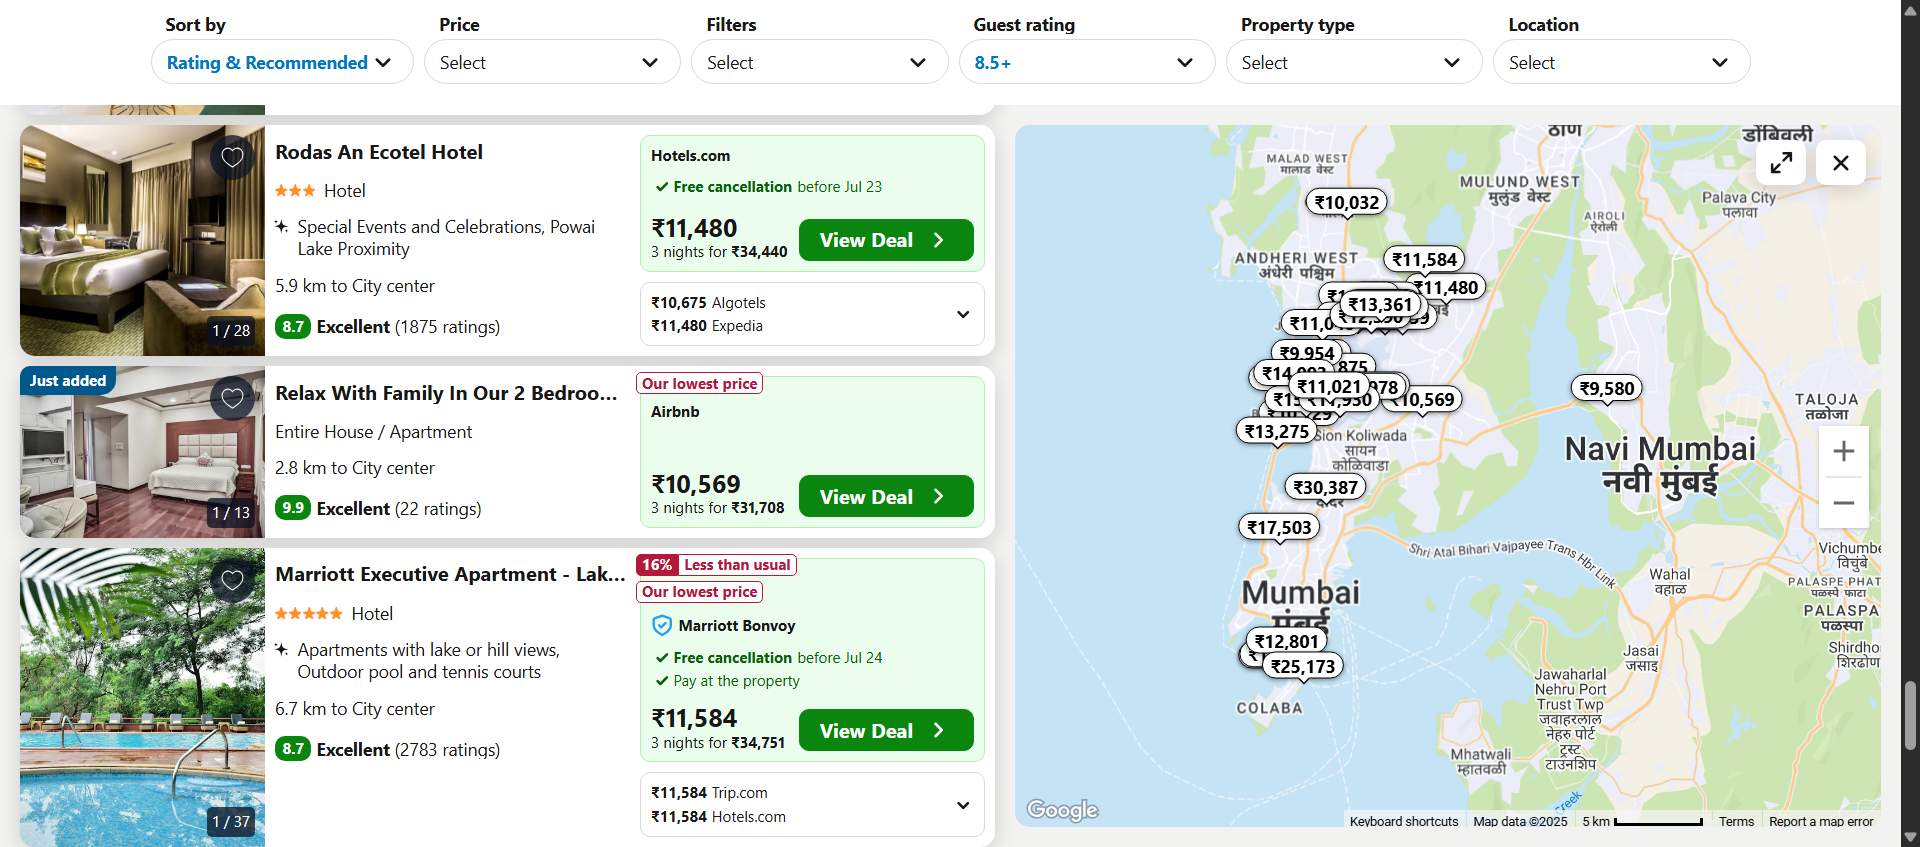 Sort by
Price
Filters
Guest rating
Property type
Location
Rating & Recommended
Select
Select
8.5+
Select
Select
Rodas An Ecotel Hotel
Hotel
Special Events and Celebrations, Powai
Lake Proximity
5.9 km to City center
8.7 Excellent (1875 ratings)
1 / 28
Hotels.com
Free cancellation before Jul 23
₹11,480
3 nights for ₹34,440
View Deal
₹10,675 Algotels
₹11,480 Expedia
Just added
Relax With Family In Our 2 Bedroo...
Entire House / Apartment
2.8 km to City center
9.9 Excellent (22 ratings)
1 / 13
Our lowest price
Airbnb
₹10,569
3 nights for ₹31,708
View Deal
Marriott Executive Apartment - Lak...
Hotel
Apartments with lake or hill views,
Outdoor pool and tennis courts
6.7 km to City center
8.7 Excellent (2783 ratings)
1 / 37
16% Less than usual
Our lowest price
Marriott Bonvoy
Free cancellation before Jul 24
Pay at the property
₹11,584
3 nights for ₹34,751
View Deal
₹11,584 Trip.com
₹11,584 Hotels.com
डोंबिवली
MALAD WEST
मालाड वेस्ट
MULUND WEST
मुलुंड वेस्ट
Palava City
पलावा
₹10,032
AIROLI
ऐरोली
ANDHERI WEST
अंधेरी पश्चिम
₹11,584
₹11,480
₹13,361
₹9,954
₹11,021
₹10,569
₹9,580
TALOJA
तळोजा
₹13,275
Sion Koliwada
सायन
कोळिवाडा
Navi Mumbai
नवी मुंबई
₹30,387
₹17,503
Shri Atal Bihari Vajpayee Trans Hbr Link
Wahal
वहाळ
Vichumbe
विचुंबे
PALASPE PHAT
पळस्पे फाटा
PALASPA
पळस्पा
Mumbai
मुंबई
₹12,801
₹25,173
COLABA
Jasai
जसाई
Shirdho
शिरढोण
Jawaharlal
Nehru Port
Trust Twp
जवाहरलाल
नेहरु पोर्ट
ट्रस्ट
टाउनशिप
Mhatwali
म्हातवळी
Creek
Google
Keyboard shortcuts
Map data ©2025
5 km
Terms
Report a map error